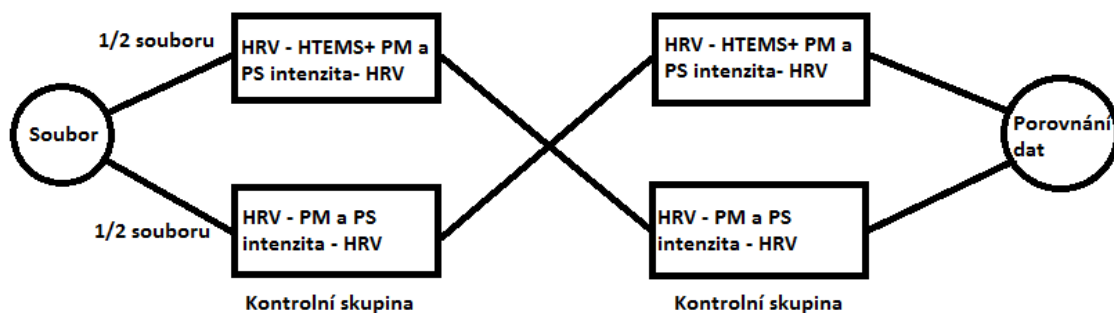 1/2 souboru
HRV - HTEMS+ PM a
PS intenzita- HRV
HRV - HTEMS+ PM a
PS intenzita- HRV
Soubor
Porovnání
dat
1/2 souboru
HRV - PM a PS
intenzita - HRV
HRV - PM a PS
intenzita - HRV
Kontrolní skupina
Kontrolní skupina